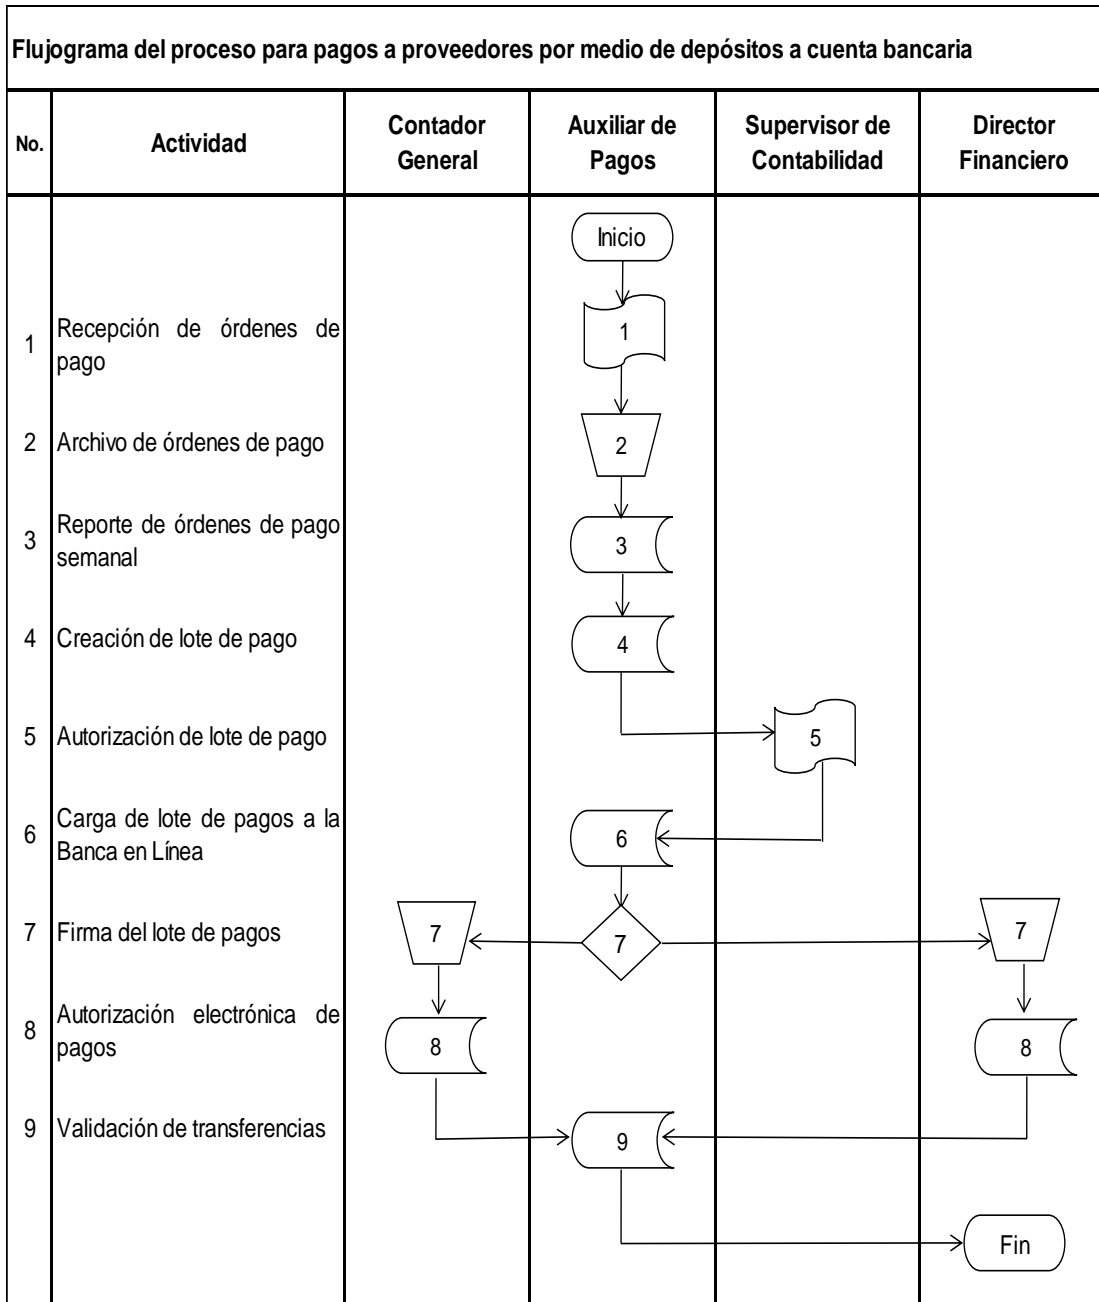 Flujograma del proceso para pagos a proveedores por medio de depósitos a cuenta bancaria
No. Actividad Contador General Auxiliar de Pagos Supervisor de Contabilidad Director Financiero
Inicio
1 Recepción de órdenes de pago 1
2 Archivo de órdenes de pago 2
3 Reporte de órdenes de pago semanal 3
4 Creación de lote de pago 4
5 Autorización de lote de pago 5
6 Carga de lote de pagos a la Banca en Línea 6
7 Firma del lote de pagos 7 7 7
8 Autorización electrónica de pagos 8 8
9 Validación de transferencias 9
Fin